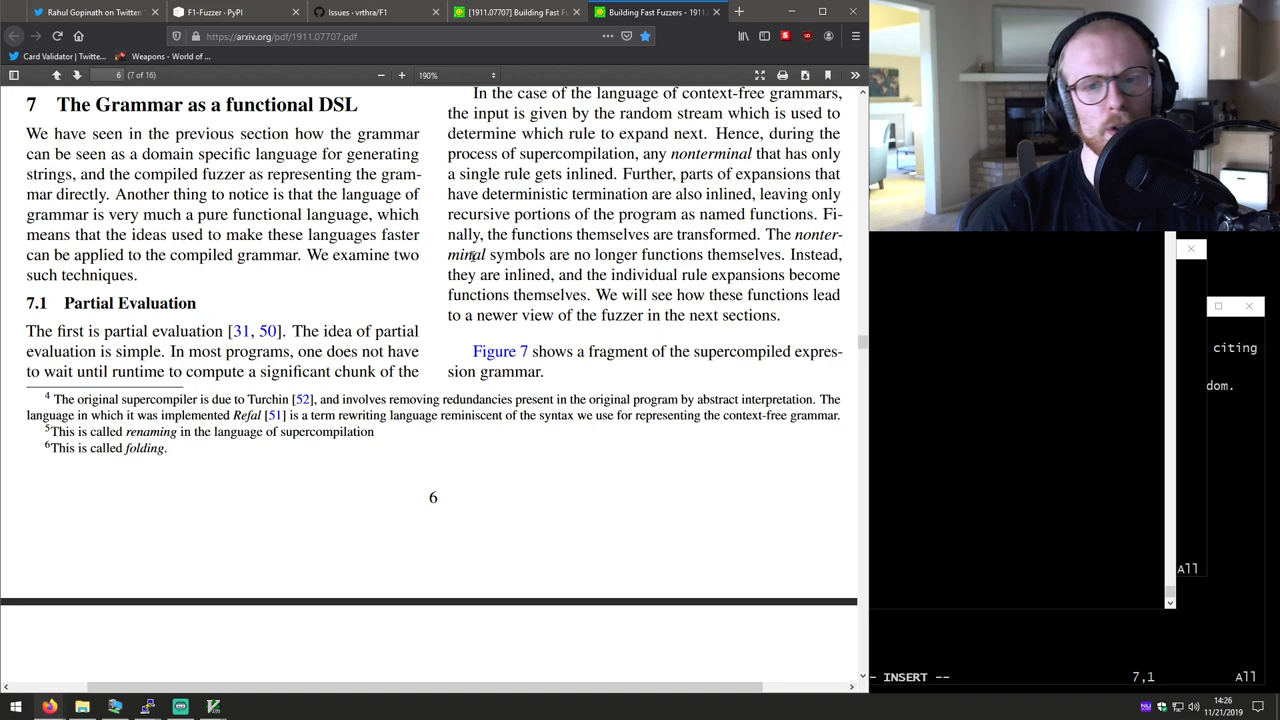 Rahul Gopinath on Twitter:
F1-Fuzzer · PyPI
Issues · vrthra/F1
[1911.07707] Building Fast Fuz
Building Fast Fuzzers - 1911.0
https://arxiv.org/pdf/1911.07707.pdf
Card Validator | Twitte...
Weapons - World of ...
6
(7 of 16)
190%
7 The Grammar as a functional DSL
We have seen in the previous section how the grammar
can be seen as a domain specific language for generating
strings, and the compiled fuzzer as representing the gram-
mar directly. Another thing to notice is that the language of
grammar is very much a pure functional language, which
means that the ideas used to make these languages faster
can be applied to the compiled grammar. We examine two
such techniques.
7.1 Partial Evaluation
The first is partial evaluation [31, 50]. The idea of partial
evaluation is simple. In most programs, one does not have
to wait until runtime to compute a significant chunk of the
In the case of the language of context-free grammars,
the input is given by the random stream which is used to
determine which rule to expand next. Hence, during the
process of supercompilation, any nonterminal that has only
a single rule gets inlined. Further, parts of expansions that
have deterministic termination are also inlined, leaving only
recursive portions of the program as named functions. Fi-
nally, the functions themselves are transformed. The nonter-
minal symbols are no longer functions themselves. Instead,
they are inlined, and the individual rule expansions become
functions themselves. We will see how these functions lead
to a newer view of the fuzzer in the next sections.
Figure 7 shows a fragment of the supercompiled expres-
sion grammar.
4 The original supercompiler is due to Turchin [52], and involves removing redundancies present in the original program by abstract interpretation. The
language in which it was implemented Refal [51] is a term rewriting language reminiscent of the syntax we use for representing the context-free grammar.
5This is called renaming in the language of supercompilation
6This is called folding.
6
citing
dom.
All
- INSERT --
7,1
All
14:26
11/21/2019